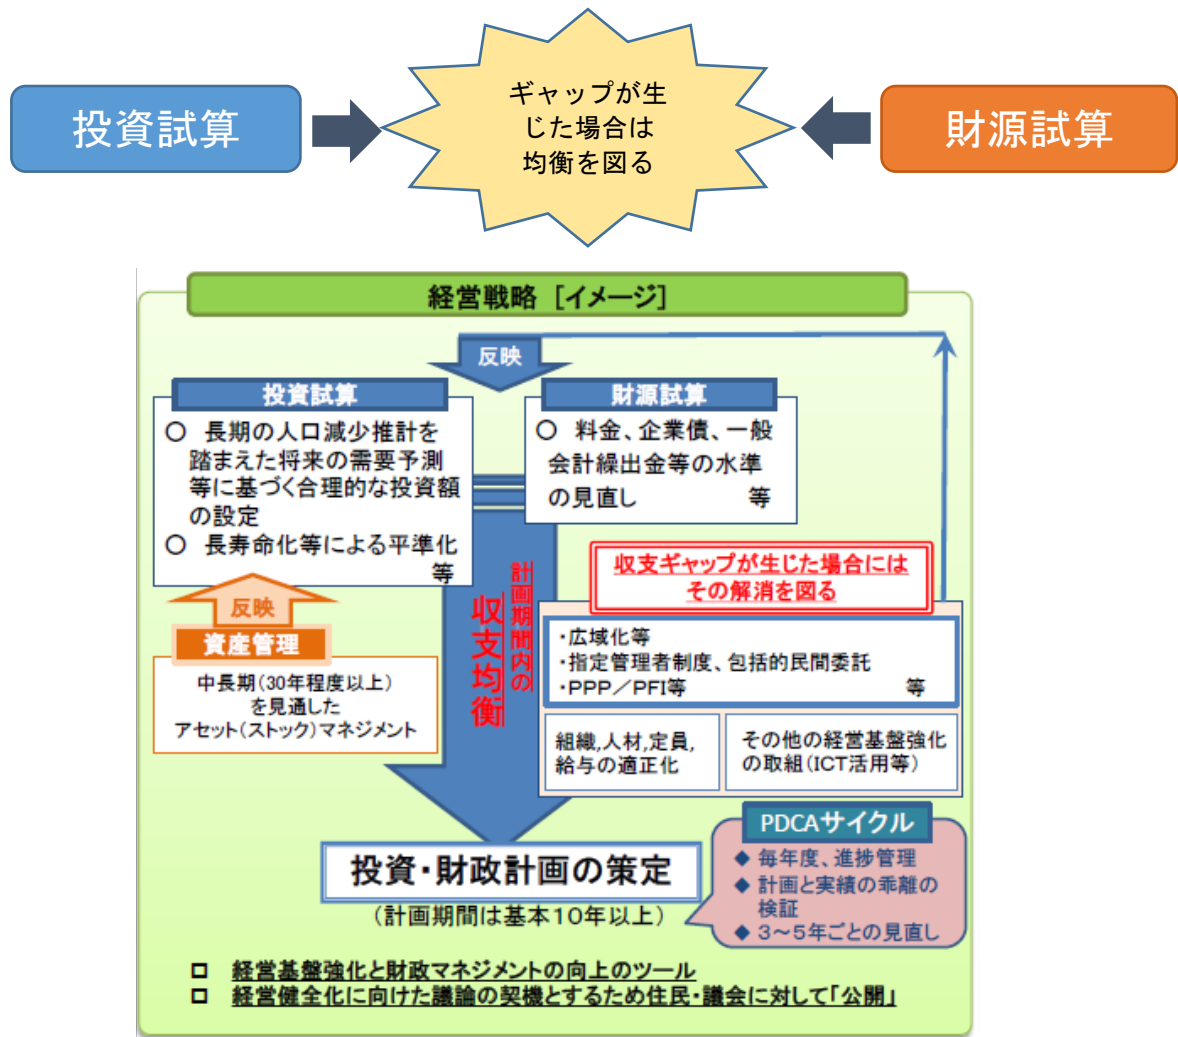 投資試算
ギャップが生
じた場合は
均衡を図る
財源試算
経営戦略 [イメージ]
反映
投資試算
○ 長期の人口減少推計を
踏まえた将来の需要予測
等に基づく合理的な投資額
の設定
○ 長寿命化等による平準化
等
財源試算
○ 料金、企業債、一般
会計繰出金等の水準
の見直し 等
反映
資産管理
中長期(30年程度以上)
を見通した
アセット(ストック)マネジメント
計画期間内の
収支均衡
収支ギャップが生じた場合には
その解消を図る
・広域化等
・指定管理者制度、包括的民間委託
・PPP/PFI等 等
組織,人材,定員,
給与の適正化
その他の経営基盤強化
の取組(ICT活用等)
投資・財政計画の策定
(計画期間は基本10年以上)
PDCAサイクル
◆ 毎年度、進捗管理
◆ 計画と実績の乖離の
検証
◆ 3~5年ごとの見直し
□ 経営基盤強化と財政マネジメントの向上のツール
□ 経営健全化に向けた議論の契機とするため住民・議会に対して「公開」